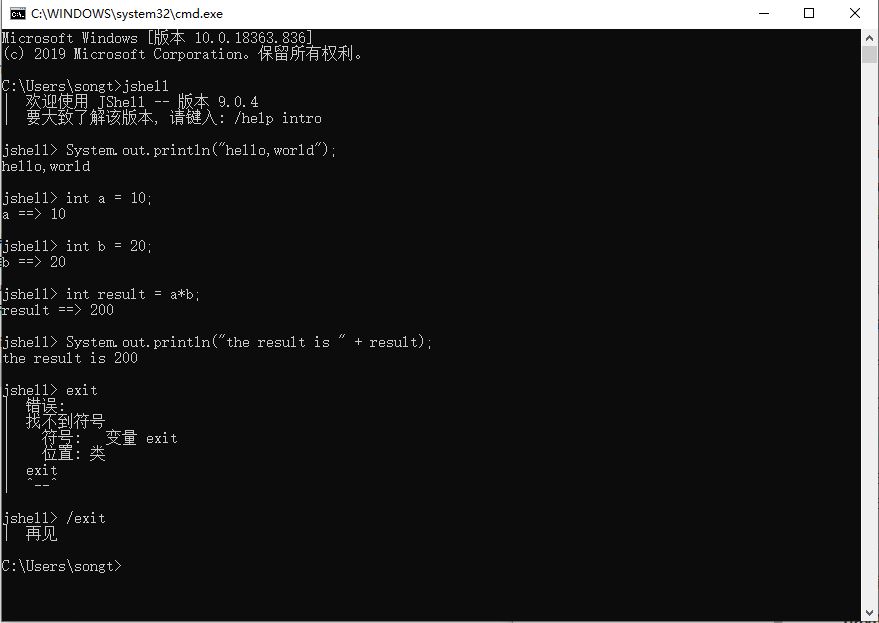 C:\WINDOWS\system32\cmd.exe
Microsoft Windows [版本 10.0.18363.836]
(c) 2019 Microsoft Corporation。保留所有权利。
C:\Users\songt>jshell
|  欢迎使用 JShell -- 版本 9.0.4
|  要大致了解该版本, 请键入: /help intro
jshell> System.out.println("hello,world");
hello,world
jshell> int a = 10;
a ==> 10
jshell> int b = 20;
b ==> 20
jshell> int result = a*b;
result ==> 200
jshell> System.out.println("the result is " + result);
the result is 200
jshell> exit
|  错误:
|  找不到符号
|    符号:   变量 exit
|    位置: 类
|  exit
|  ^--^
jshell> /exit
|  再见
C:\Users\songt>